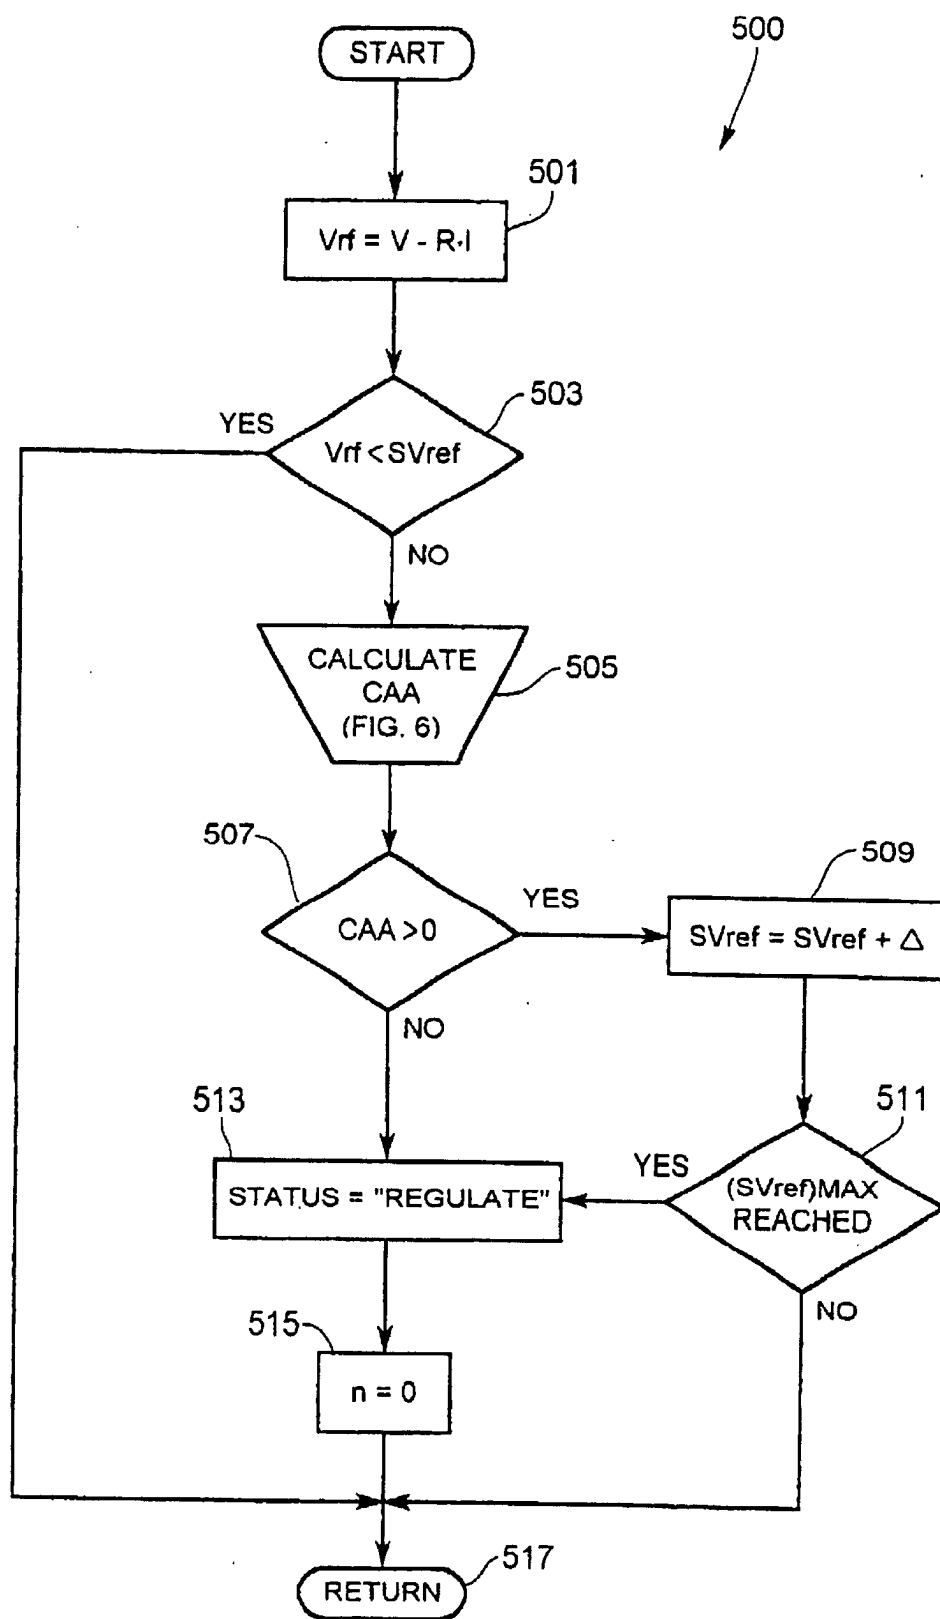 500
START
501
Vrf = V - R·I
503
YES
Vrf < SVref
NO
CALCULATE
CAA
(FIG. 6)
505
507
509
CAA > 0
YES
SVref = SVref + △
NO
513
511
STATUS = "REGULATE"
YES
(SVref)MAX
REACHED
NO
515
n = 0
517
RETURN